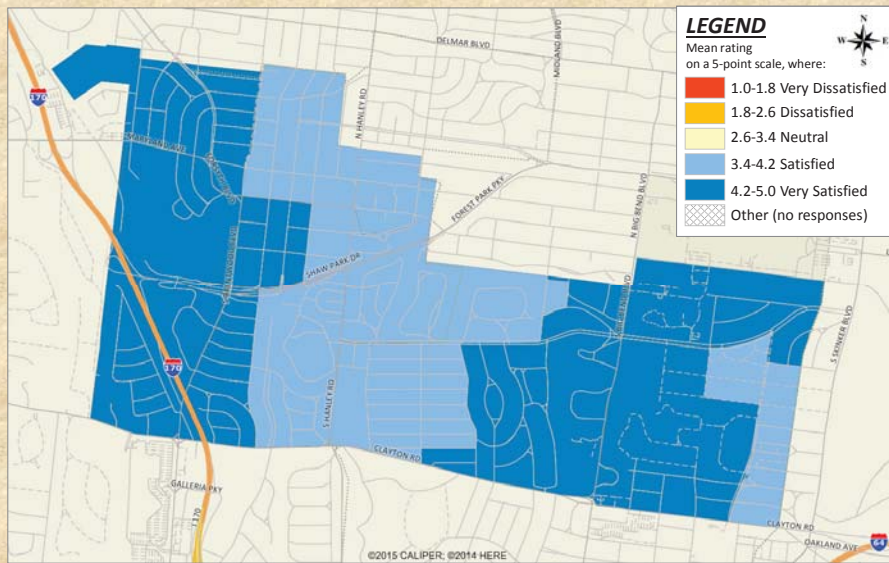 DELMAR BLVD
MIDLAND BLVD
N HANLEY RD
170
MARYLAND AVE
FOREST PARK PKY
N BIG BEND BLVD
SHAW PARK DR
S SKINKER BLVD
170
S HANLEY RD
CLAYTON RD
GALLERIA PKY
I 170
CLAYTON RD
OAKLAND AVE
64
©2015 CALIPER; ©2014 HERE
LEGEND
N
W E
S
Mean rating
on a 5-point scale, where:
1.0-1.8 Very Dissatisfied
1.8-2.6 Dissatisfied
2.6-3.4 Neutral
3.4-4.2 Satisfied
4.2-5.0 Very Satisfied
Other (no responses)